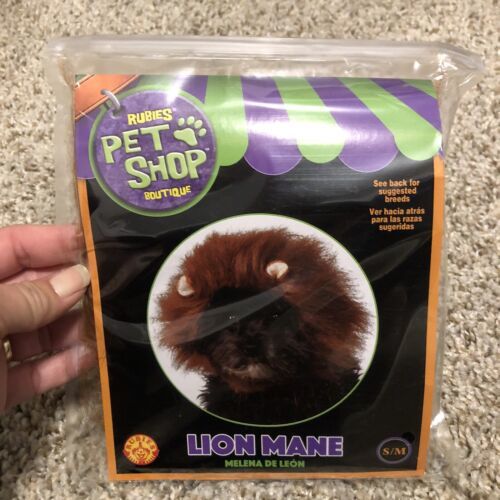 RUBIES
PET
SHOP
BOUTIQUE
See back for
suggested
breeds
Ver hacia atrás
para las razas
sugeridas
RUBIES
LION MANE
MELENA DE LEÓN
S/M